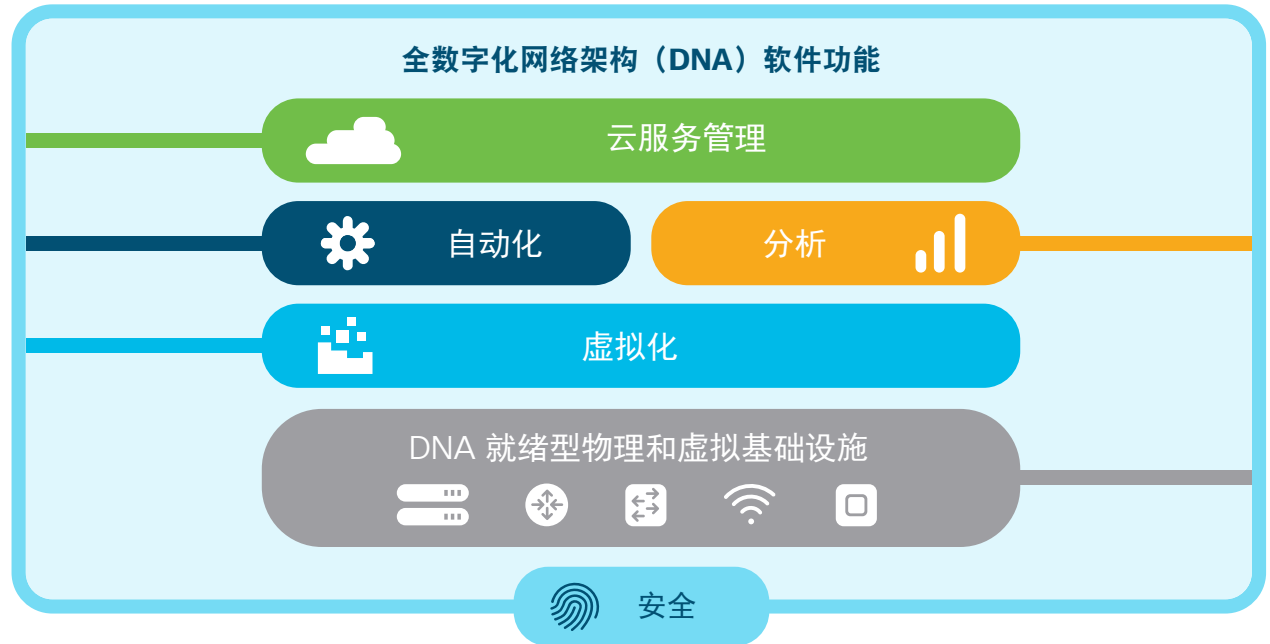 全数字化网络架构（DNA）软件功能
云服务管理
自动化
分析
虚拟化
DNA 就绪型物理和虚拟基础设施
安全